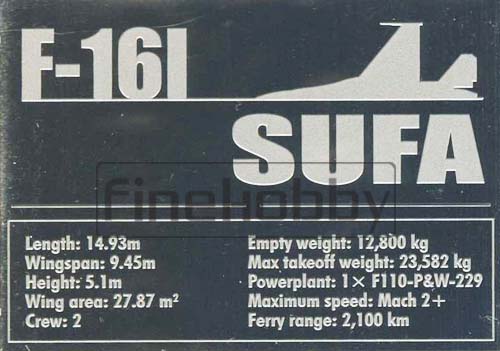 F-16I
SUFA
finehobby
Length: 14.93m
Wingspan: 9.45m
Height: 5.1m
Wing area: 27.87 m²
Crew: 2
Empty weight: 12,800 kg
Max takeoff weight: 23,582 kg
Powerplant: 1× F110-P&W-229
Maximum speed: Mach 2+
Ferry range: 2,100 km